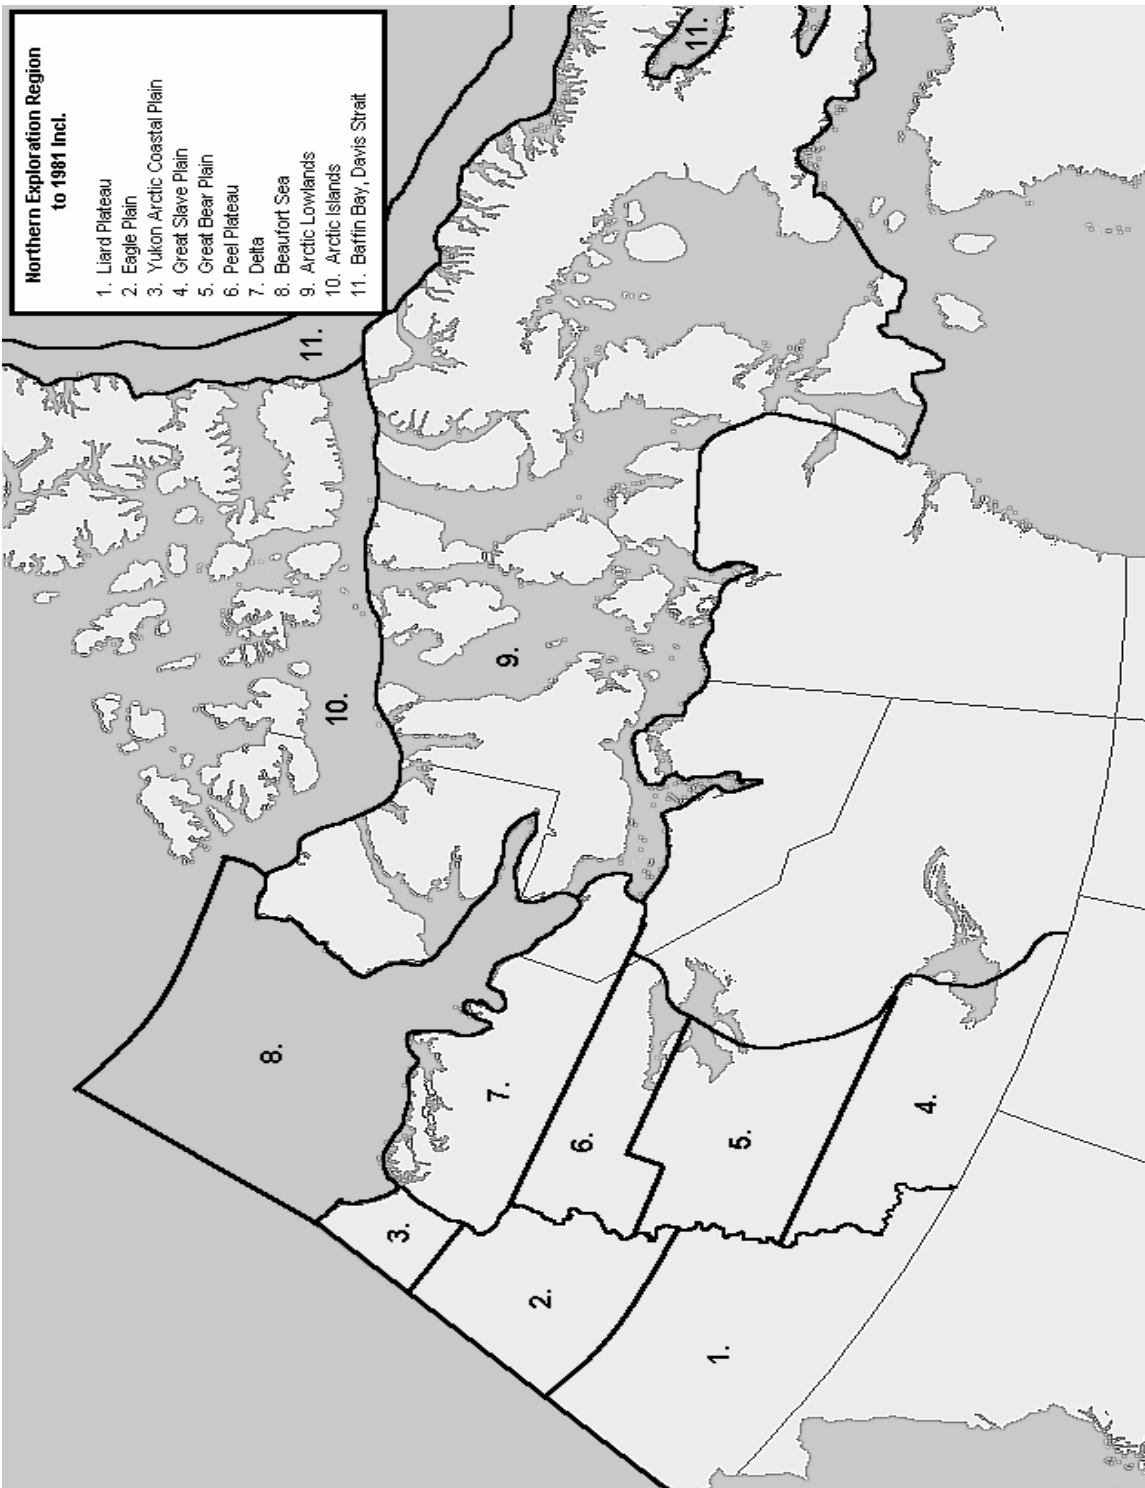 Northern Exploration Region
to 1981 Incl.
1. Liard Plateau
2. Eagle Plain
3. Yukon Arctic Coastal Plain
4. Great Slave Plain
5. Great Bear Plain
6. Peel Plateau
7. Delta
8. Beaufort Sea
9. Arctic Lowlands
10. Arctic Islands
11. Baffin Bay, Davis Strait
8.
3.
2.
1.
7.
6.
5.
4.
10.
9.
11.
11.